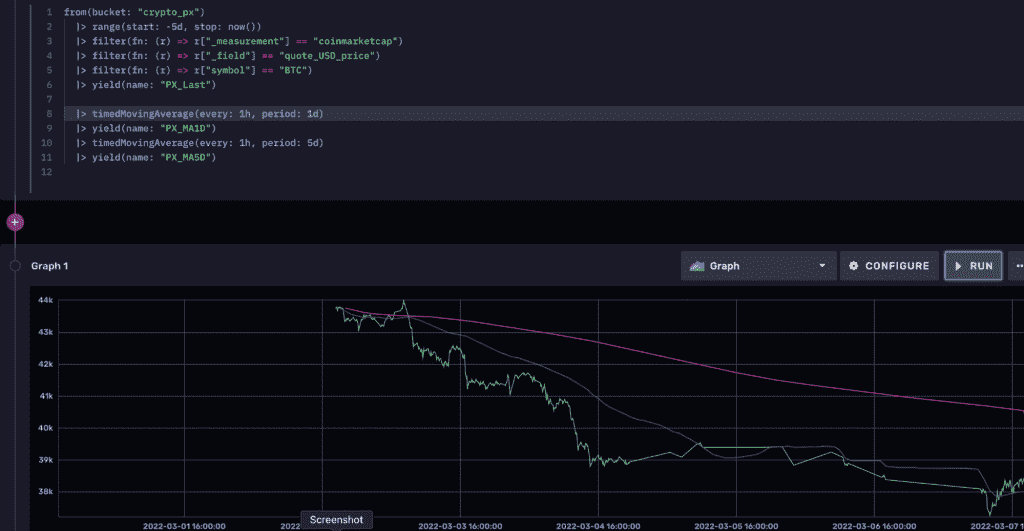 1 from(bucket: "crypto_px")
2 |> range(start: -5d, stop: now())
3 |> filter(fn: (r) => r["_measurement"] == "coinmarketcap")
4 |> filter(fn: (r) => r["_field"] == "quote_USD_price")
5 |> filter(fn: (r) => r["symbol"] == "BTC")
6 |> yield(name: "PX_Last")
7
8 |> timedMovingAverage(every: 1h, period: 1d)
9 |> yield(name: "PX_MA1D")
10 |> timedMovingAverage(every: 1h, period: 5d)
11 |> yield(name: "PX_MA5D")
12
Graph 1
Graph
CONFIGURE
RUN
44k
43k
42k
41k
40k
39k
38k
2022-03-01 16:00:00 2022 2022-03-03 16:00:00 2022-03-04 16:00:00 2022-03-05 16:00:00 2022-03-06 16:00:00 2022-03-07
Screenshot